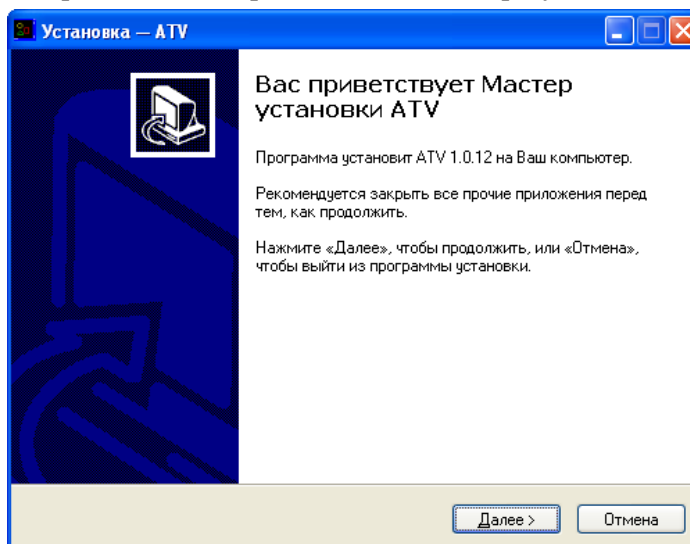 Установка — ATV
Вас приветствует Мастер
установки ATV
Программа установит ATV 1.0.12 на Ваш компьютер.
Рекомендуется закрыть все прочие приложения перед
тем, как продолжить.
Нажмите «Далее», чтобы продолжить, или «Отмена»,
чтобы выйти из программы установки.
Далее >
Отмена